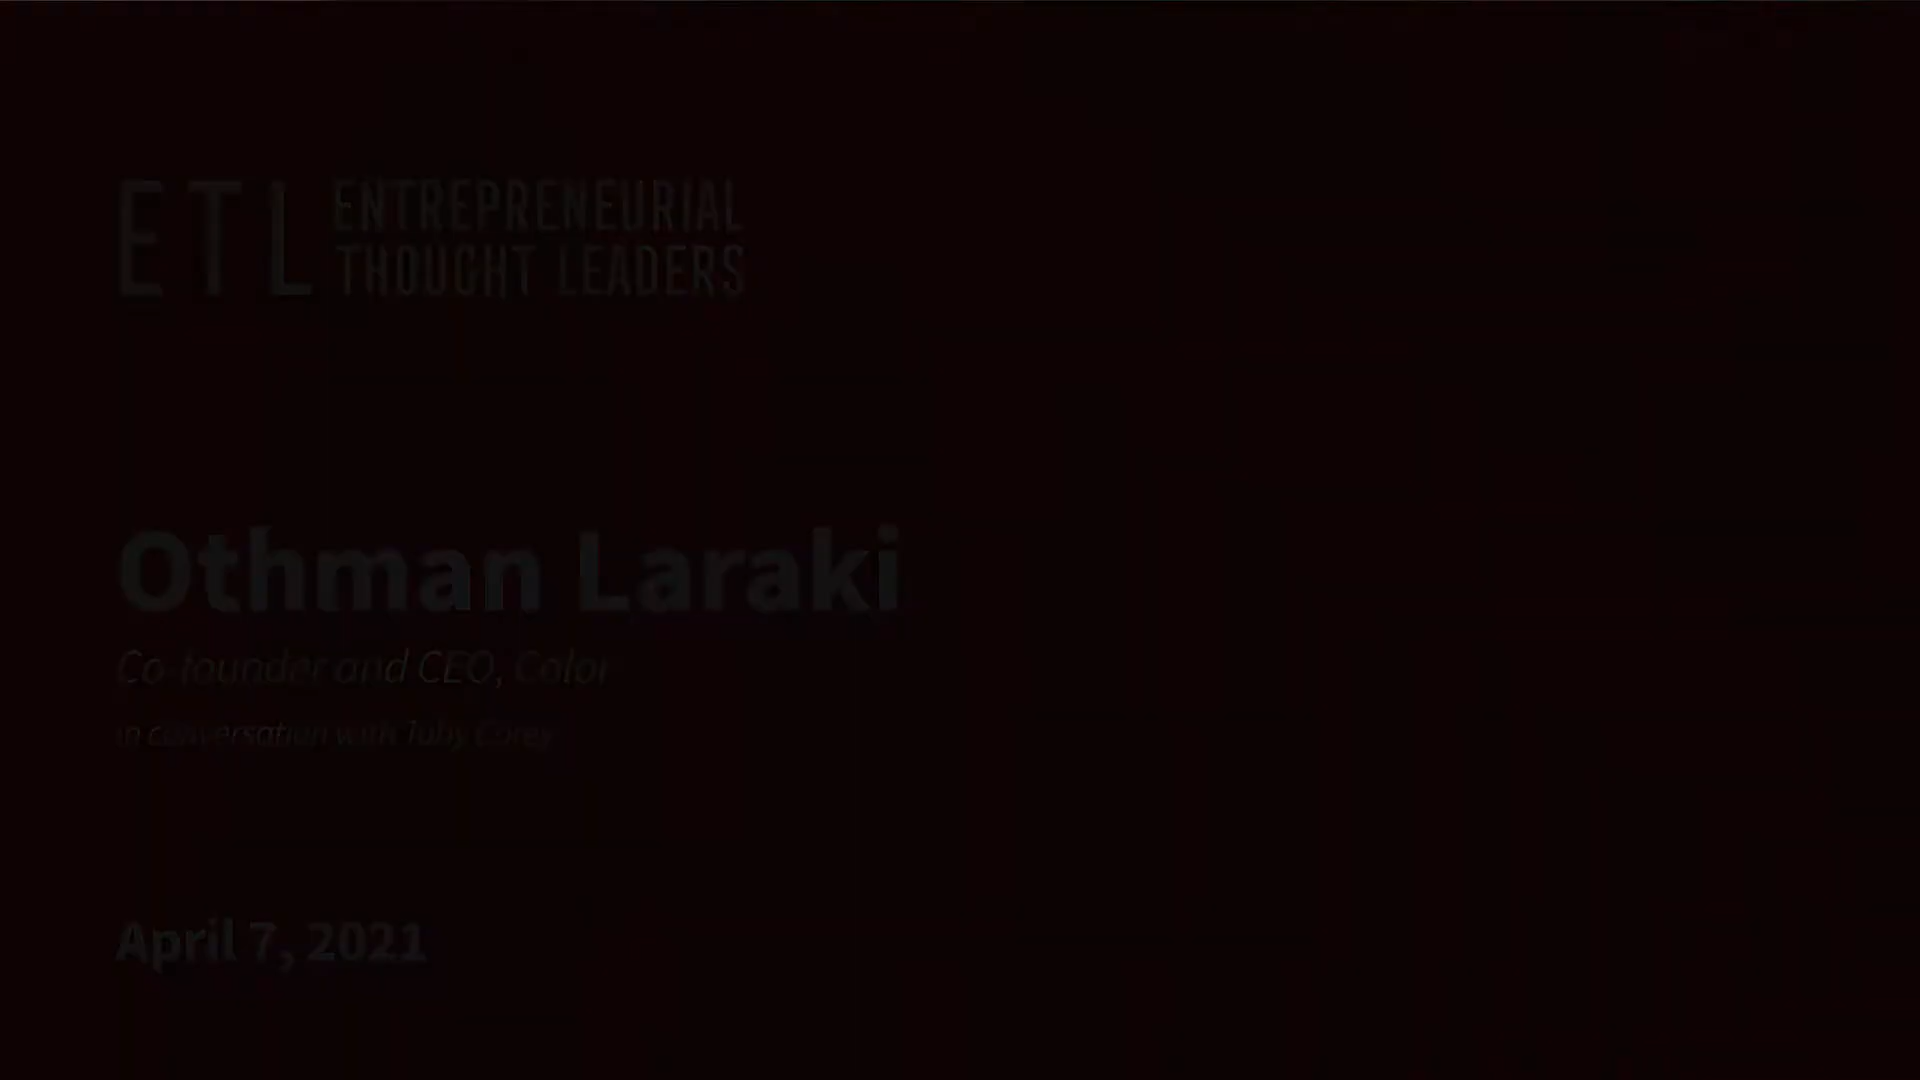 ETL ENTREPRENEURIAL
THOUGHT LEADERS
Othman Laraki
Co-founder and CEO, Color
in conversation with Toby Corey
April 7, 2021